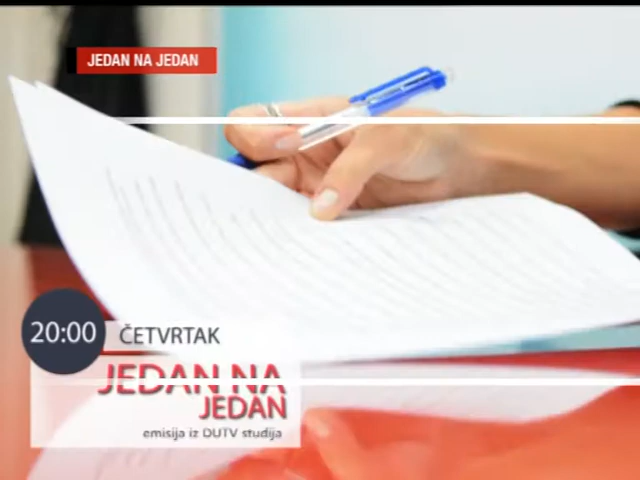 JEDAN NA JEDAN
20:00
ČETVRTAK
JEDAN NA
JEDAN
emisija iz DUTV studija